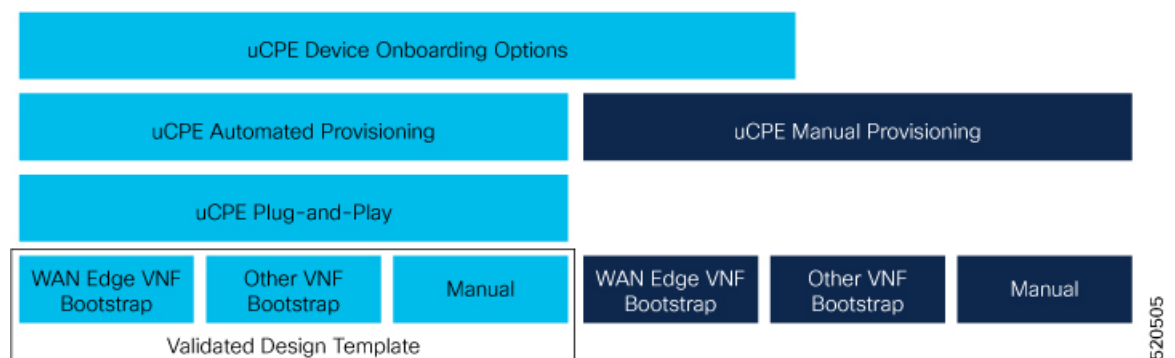 uCPE Device Onboarding Options
uCPE Automated Provisioning
uCPE Manual Provisioning
uCPE Plug-and-Play
WAN Edge VNF
Bootstrap
Other VNF
Bootstrap
Manual
WAN Edge VNF
Bootstrap
Other VNF
Bootstrap
Manual
Validated Design Template
520505